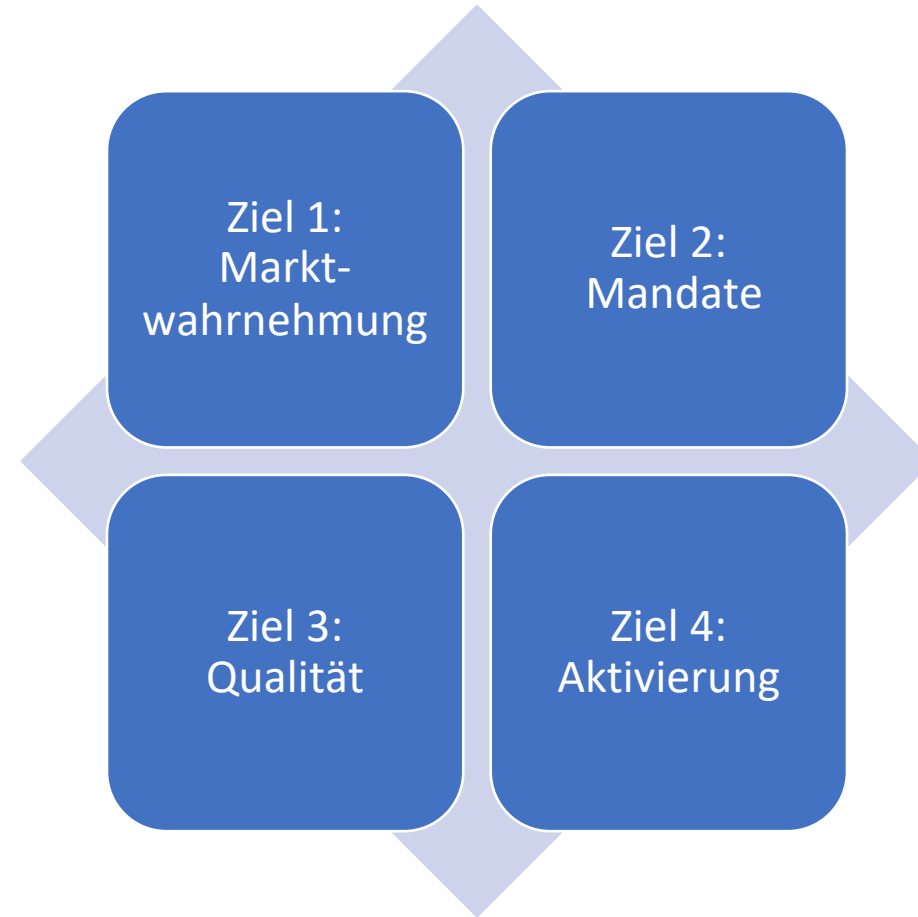 Ziel 1:
Markt-
wahrnehmung
Ziel 2:
Mandate
Ziel 3:
Qualität
Ziel 4:
Aktivierung